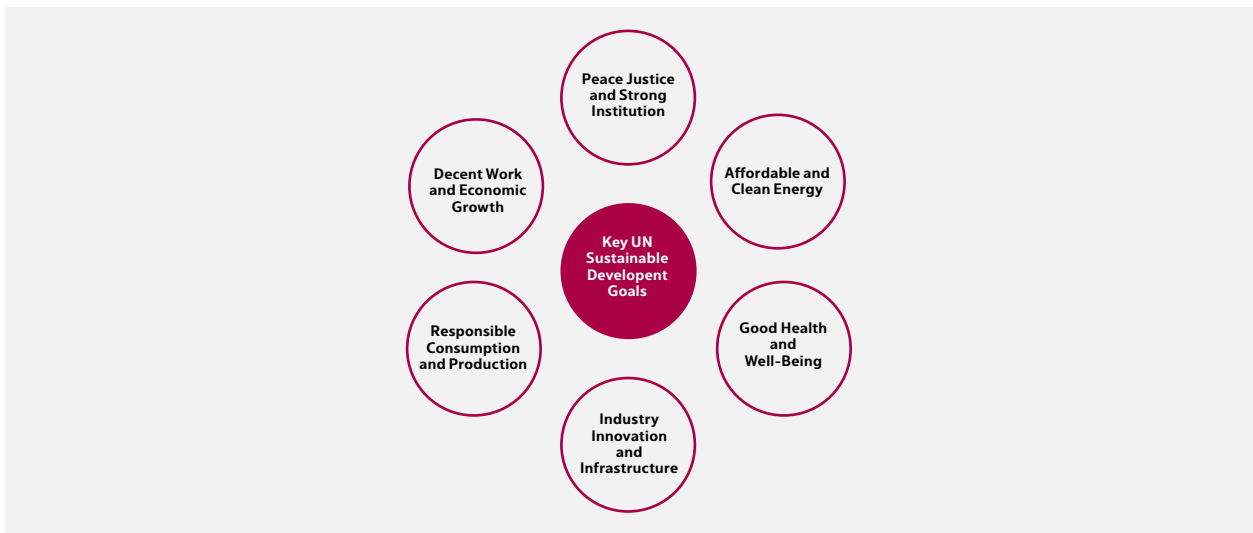 Peace Justice
and Strong
Institution
Affordable and
Clean Energy
Decent Work
and Economic
Growth
Key UN
Sustainable
Developent
Goals
Good Health
and
Well-Being
Responsible
Consumption
and Production
Industry
Innovation
and
Infrastructure